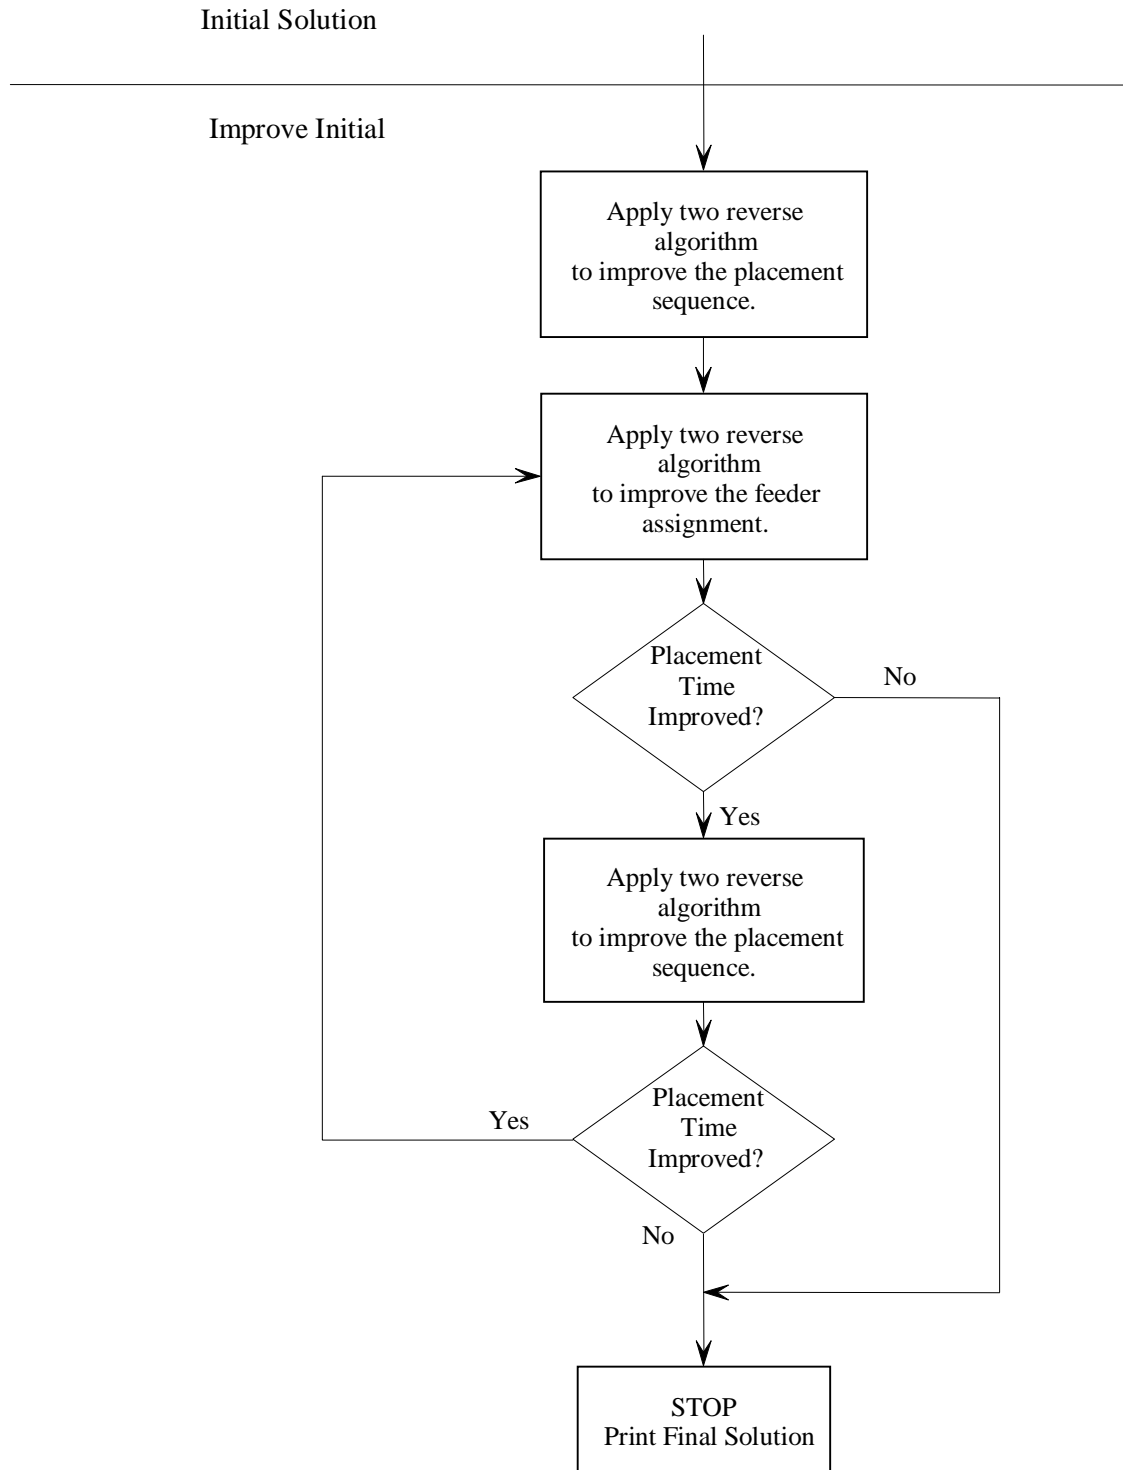 Initial Solution
Improve Initial
Apply two reverse
algorithm
to improve the placement
sequence.
Apply two reverse
algorithm
to improve the feeder
assignment.
Placement
Time
Improved?
No
Yes
Apply two reverse
algorithm
to improve the placement
sequence.
Placement
Time
Improved?
Yes
No
STOP
Print Final Solution